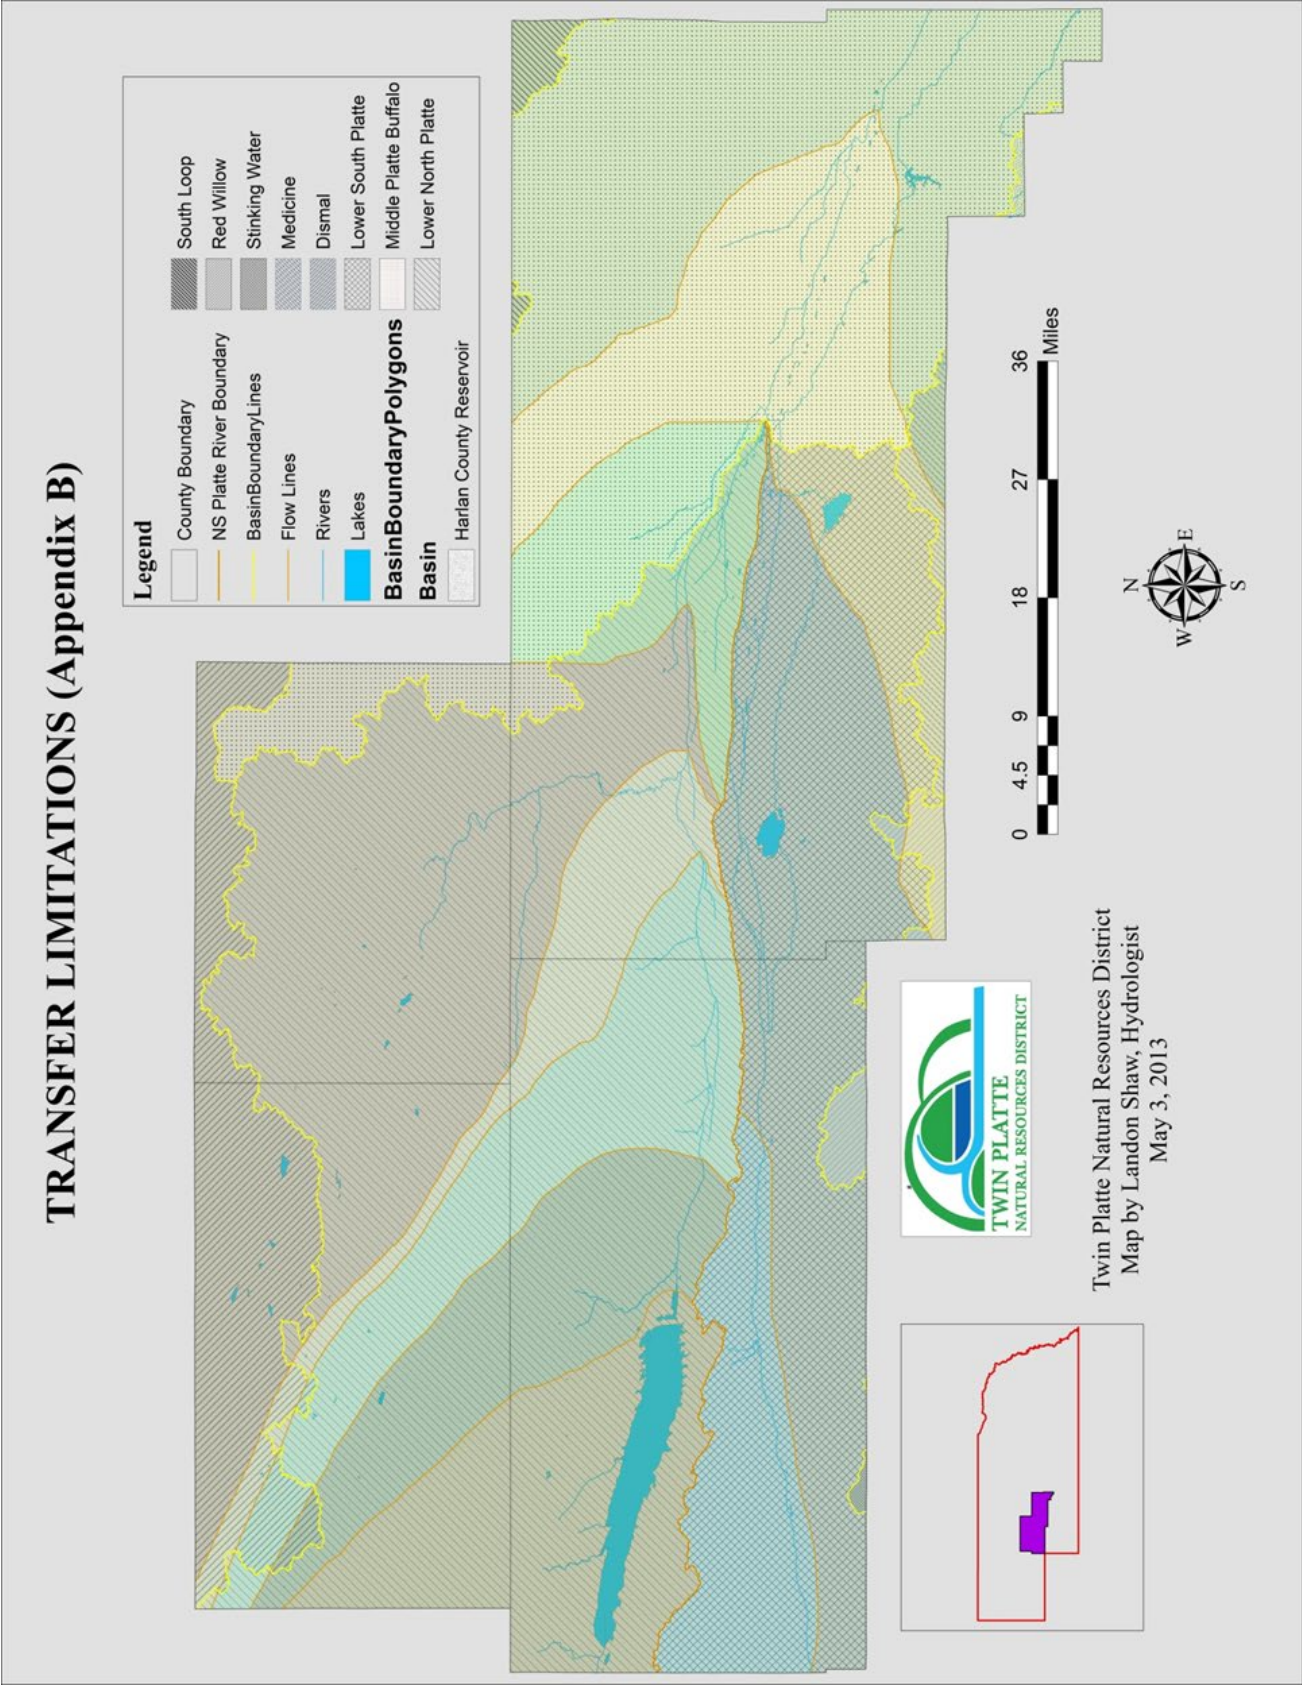 TRANSFER LIMITATIONS (Appendix B)
Legend
County Boundary
NS Platte River Boundary
BasinBoundaryLines
Flow Lines
Rivers
Lakes
BasinBoundaryPolygons
Basin
Harlan County Reservoir
South Loop
Red Willow
Stinking Water
Medicine
Dismal
Lower South Platte
Middle Platte Buffalo
Lower North Platte
0 4.5 9 18 27 36
Miles
N
W E
S
TWIN PLATTE
NATURAL RESOURCES DISTRICT
Twin Platte Natural Resources District
Map by Landon Shaw, Hydrologist
May 3, 2013